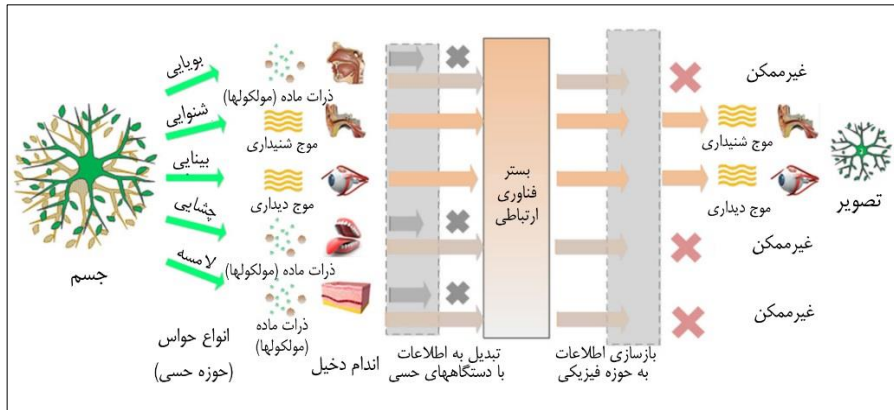 بویایی
ذرات ماده (مولکولها)
غیرممکن
شنوایی
موج شنیداری
موج شنیداری
بینایی
موج دیداری
موج دیداری
چشایی
ذرات ماده (مولکولها)
غیرممکن
لامسه
ذرات ماده
(مولکولها)
غیرممکن
جسم
بستر
فناوری
ارتباطی
تصویر
انواع حواس
(حوزه حسی)
اندام دخیل
تبدیل به اطلاعات
با دستگاههای حسی
بازسازی اطلاعات
به حوزه فیزیکی